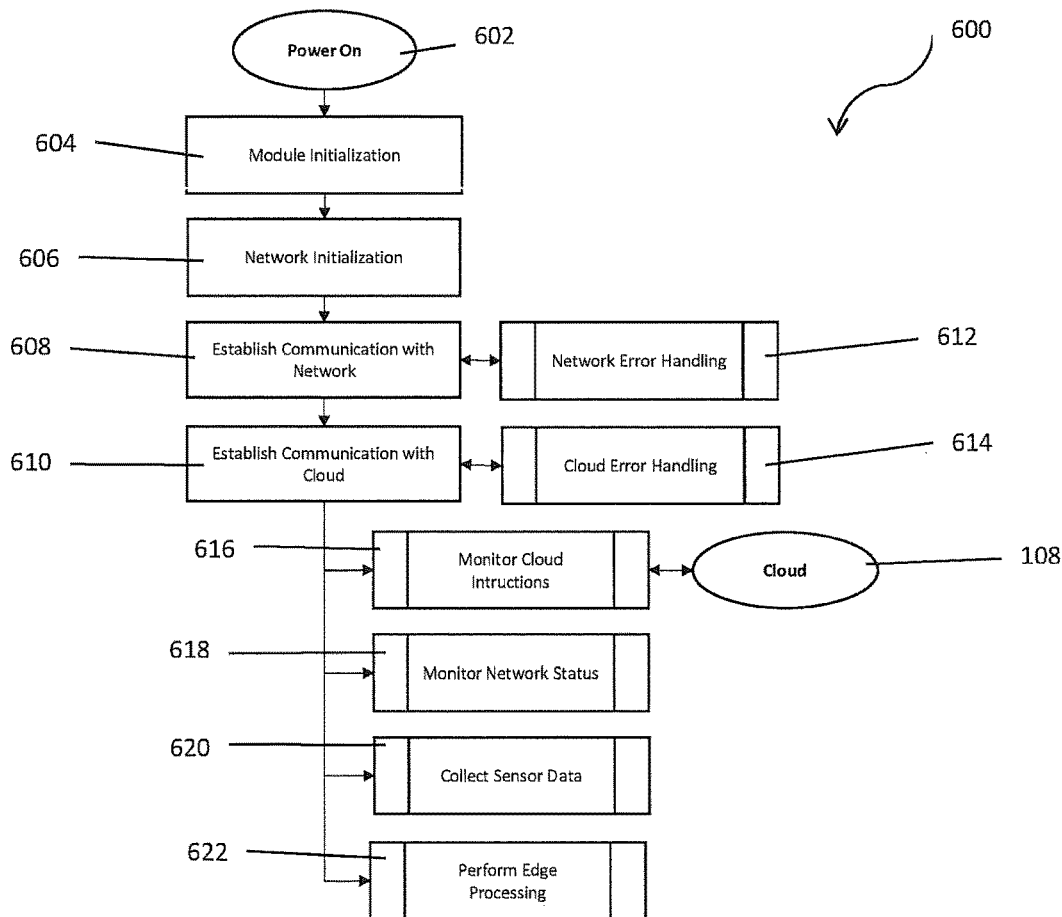 Power On
602
600
604
Module Initialization
606
Network Initialization
608
Establish Communication with
Network
Network Error Handling
612
610
Establish Communication with
Cloud
Cloud Error Handling
614
616
Monitor Cloud
Intructions
Cloud
108
618
Monitor Network Status
620
Collect Sensor Data
622
Perform Edge
Processing